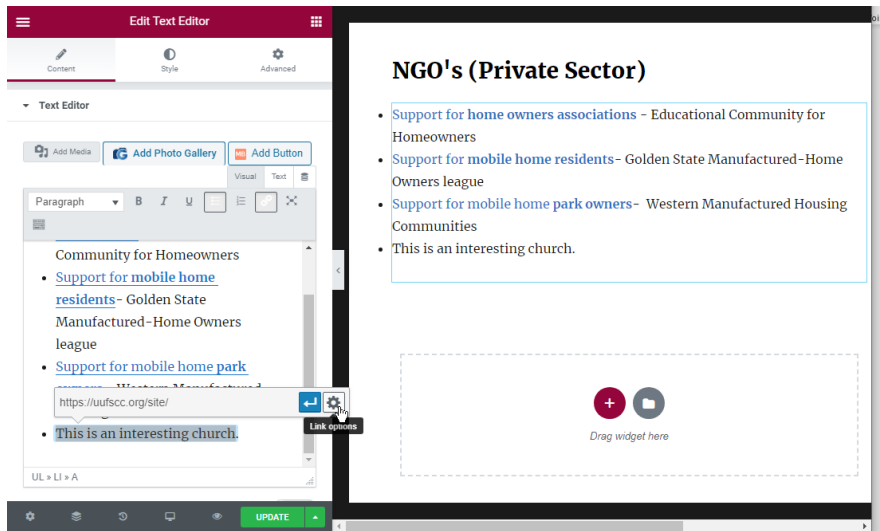 Edit Text Editor
Content
Style
Advanced
Text Editor
Add Media
Add Photo Gallery
Add Button
Visual
Text
Paragraph
B
I
U
Community for Homeowners
Support for mobile home
residents- Golden State
Manufactured-Home Owners
league
Support for mobile home park
https://uufscc.org/site/
Link options
This is an interesting church.
UL » LI » A
UPDATE
NGO's (Private Sector)
Support for home owners associations - Educational Community for
Homeowners
Support for mobile home residents- Golden State Manufactured-Home
Owners league
Support for mobile home park owners- Western Manufactured Housing
Communities
This is an interesting church.
Drag widget here